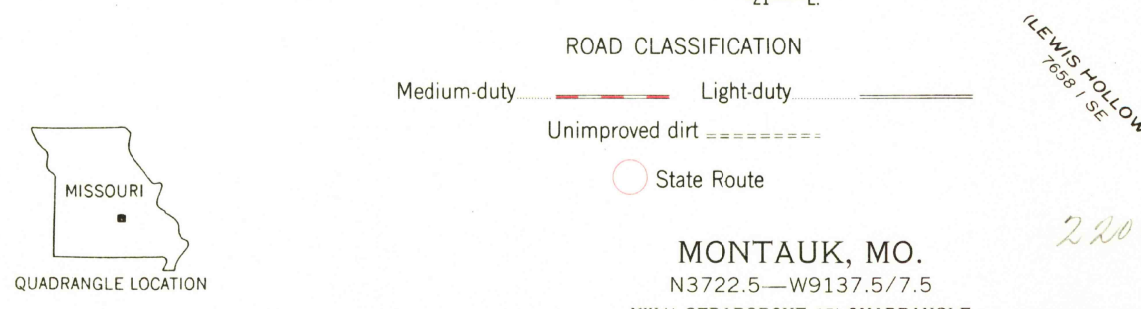 ROAD CLASSIFICATION
Medium-duty Light-duty
Unimproved dirt
State Route
(LEWIS HOLLOW
7658 I SE
MISSOURI
QUADRANGLE LOCATION
220
MONTAUK, MO.
N3722.5—W9137.5/7.5